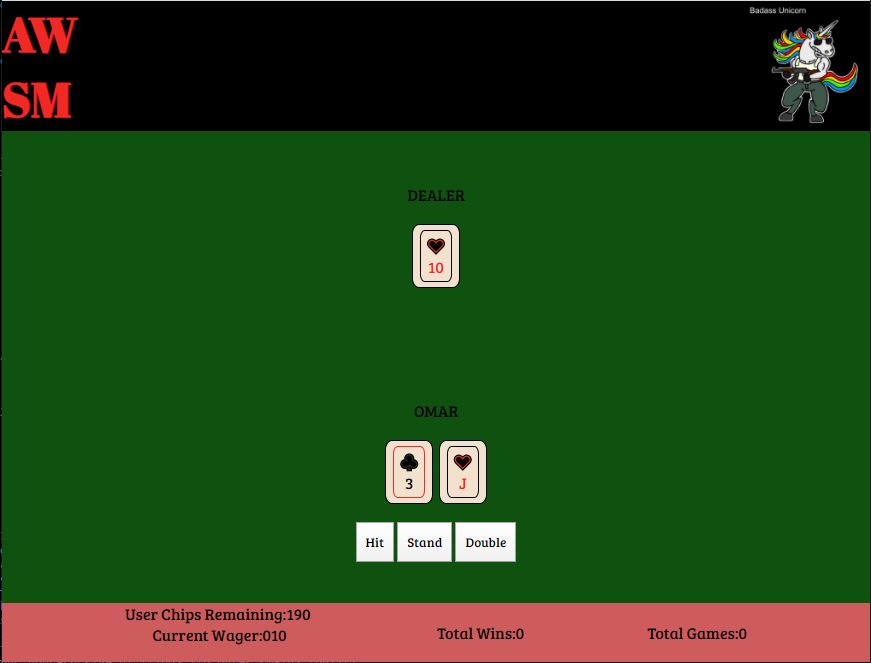 AW
SM
Badass Unicorn
DEALER
10
OMAR
3
J
Hit
Stand
Double
User Chips Remaining:190
Current Wager:010
Total Wins:0
Total Games:0